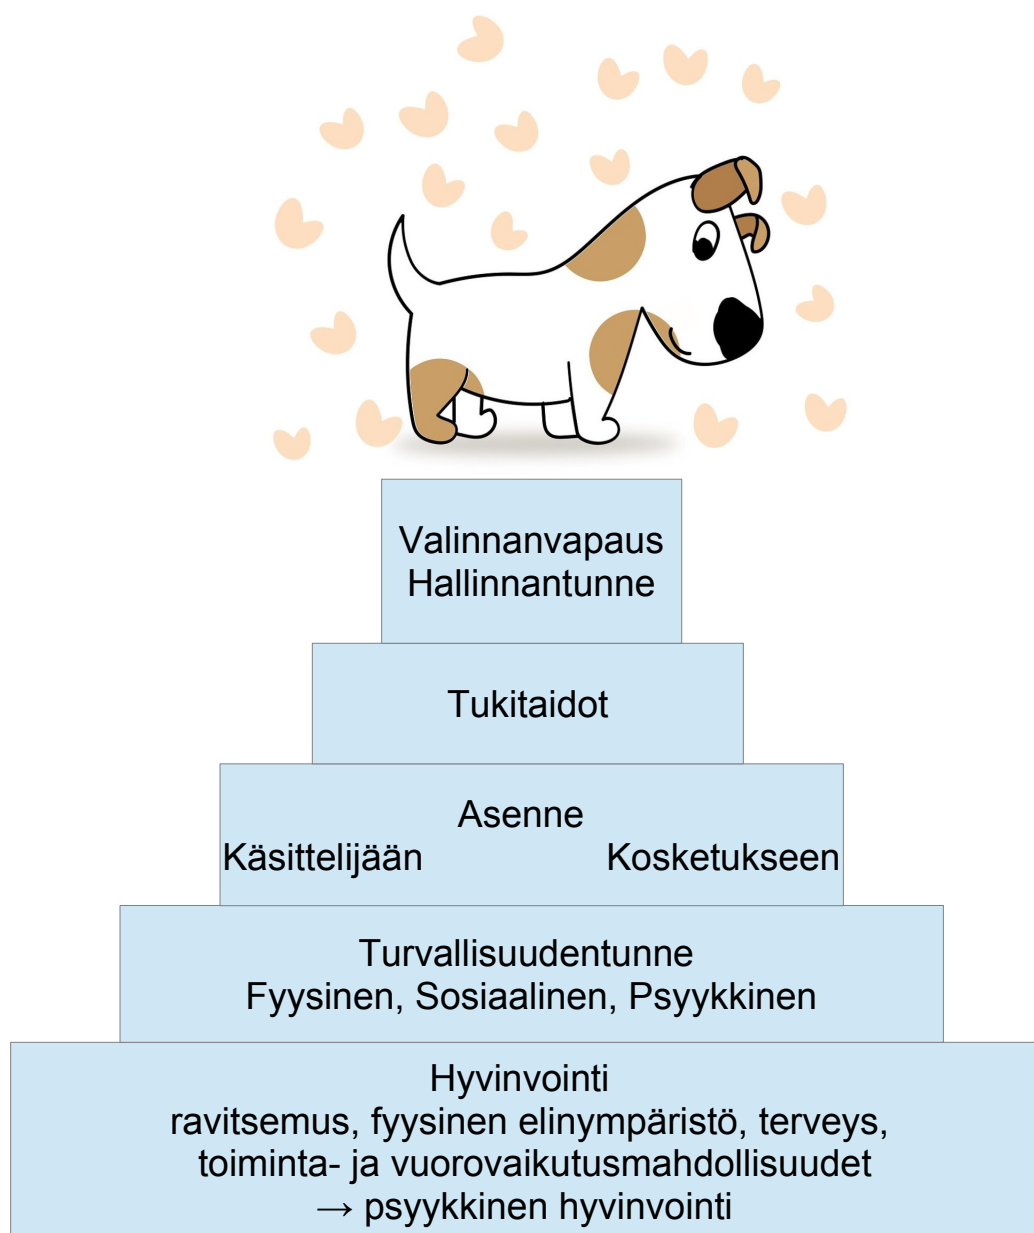 Valinnanvapaus
Hallinnantunne
Tukitaidot
Asenne
Käsittelijään Kosketukseen
Turvallisuudentunne
Fyysinen, Sosiaalinen, Psyykkinen
Hyvinvointi
ravitsemus, fyysinen elinympäristö, terveys,
toiminta- ja vuorovaikutusmahdollisuudet
→ psyykkinen hyvinvointi